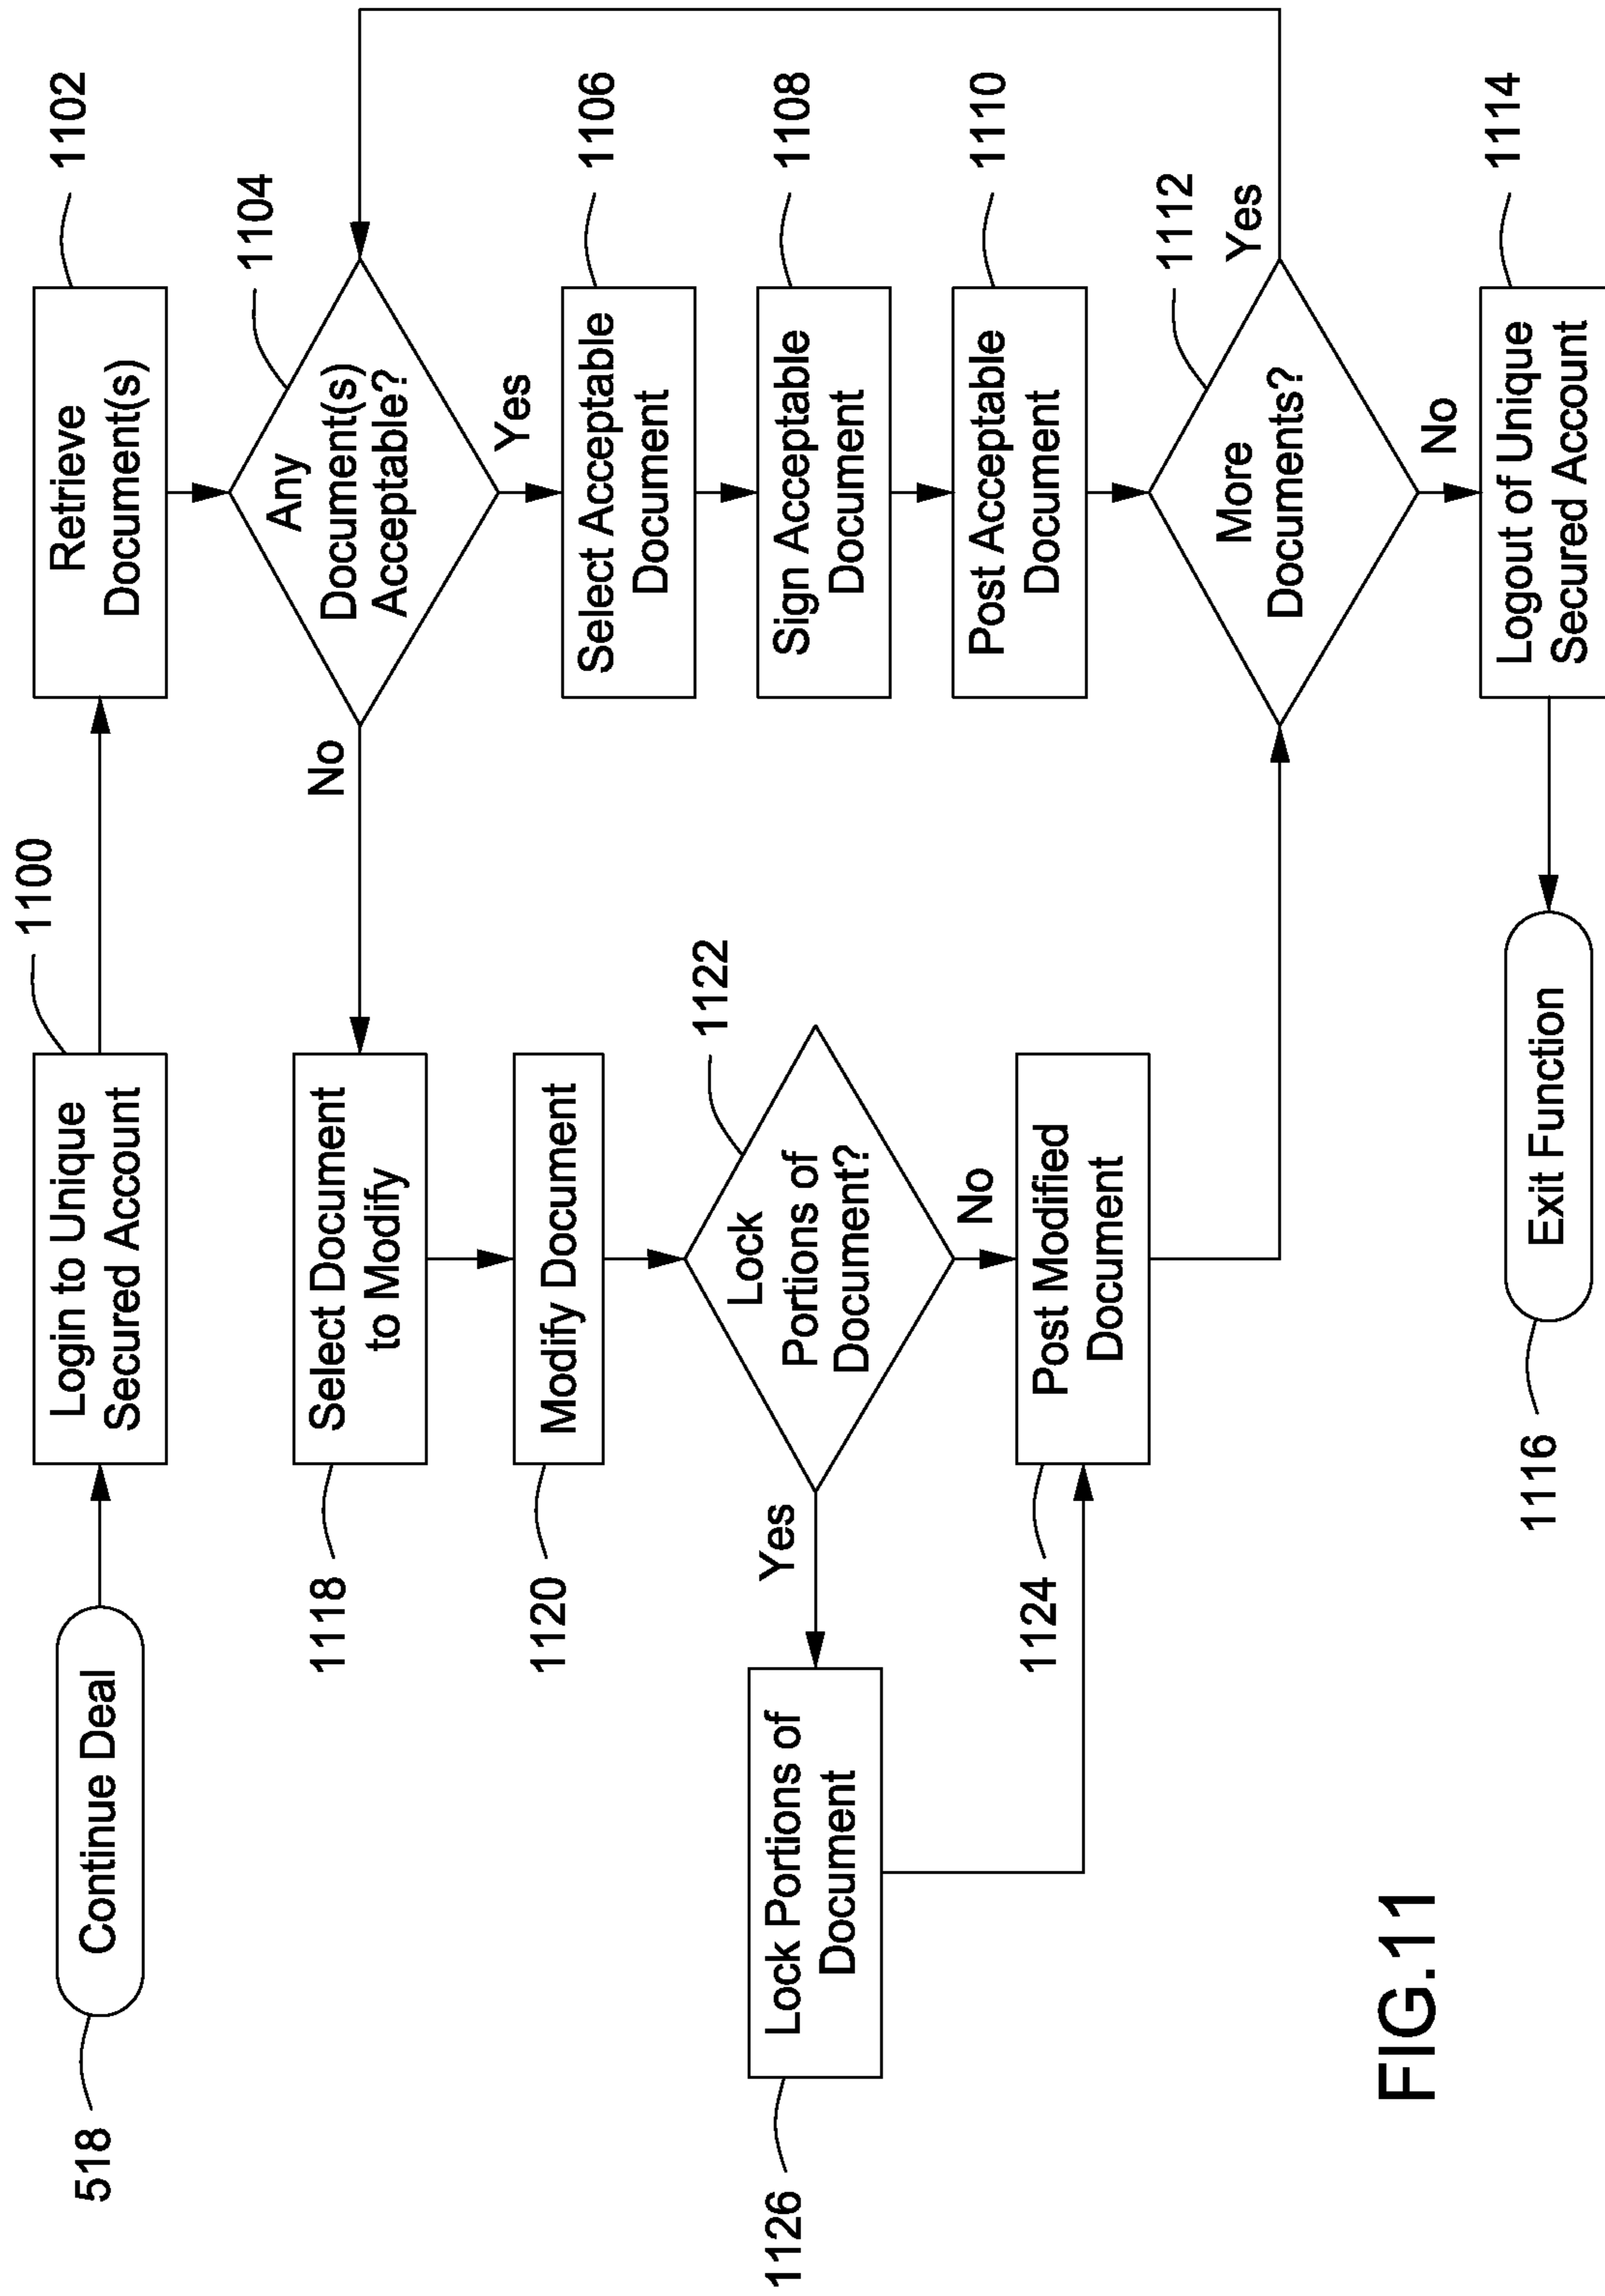 518
Continue Deal
1100
Login to Unique
Secured Account
1102
Retrieve
Document(s)
1104
Any
Document(s)
Acceptable?
No
Yes
1106
Select Acceptable
Document
1108
Sign Acceptable
Document
1110
Post Acceptable
Document
1112
More
Documents?
Yes
No
1114
Logout of Unique
Secured Account
1116
Exit Function
1118
Select Document
to Modify
1120
Modify Document
1122
Lock
Portions of
Document?
Yes
No
1124
Post Modified
Document
1126
Lock Portions of
Document
FIG.11